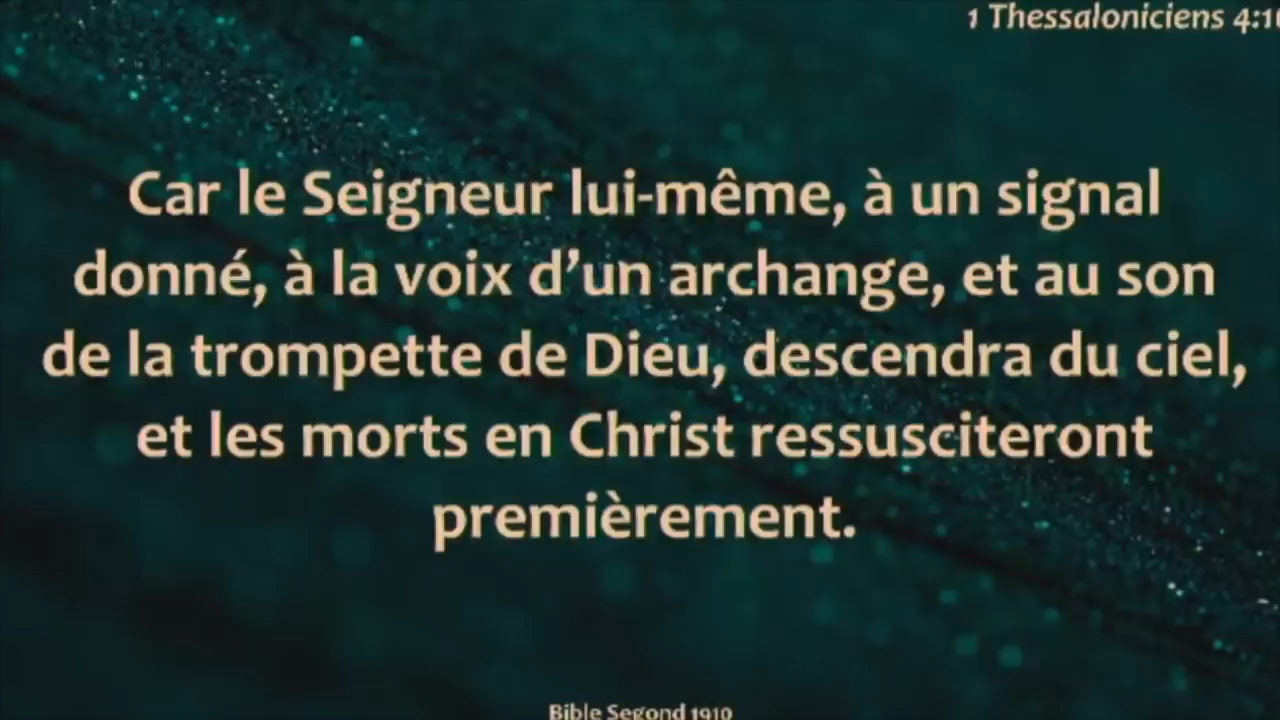 1 Thessaloniciens 4:1
Car le Seigneur lui-même, à un signal
donné, à la voix d’un archange, et au son
de la trompette de Dieu, descendra du ciel,
et les morts en Christ ressusciteront
premièrement.
Bible Segond 1910